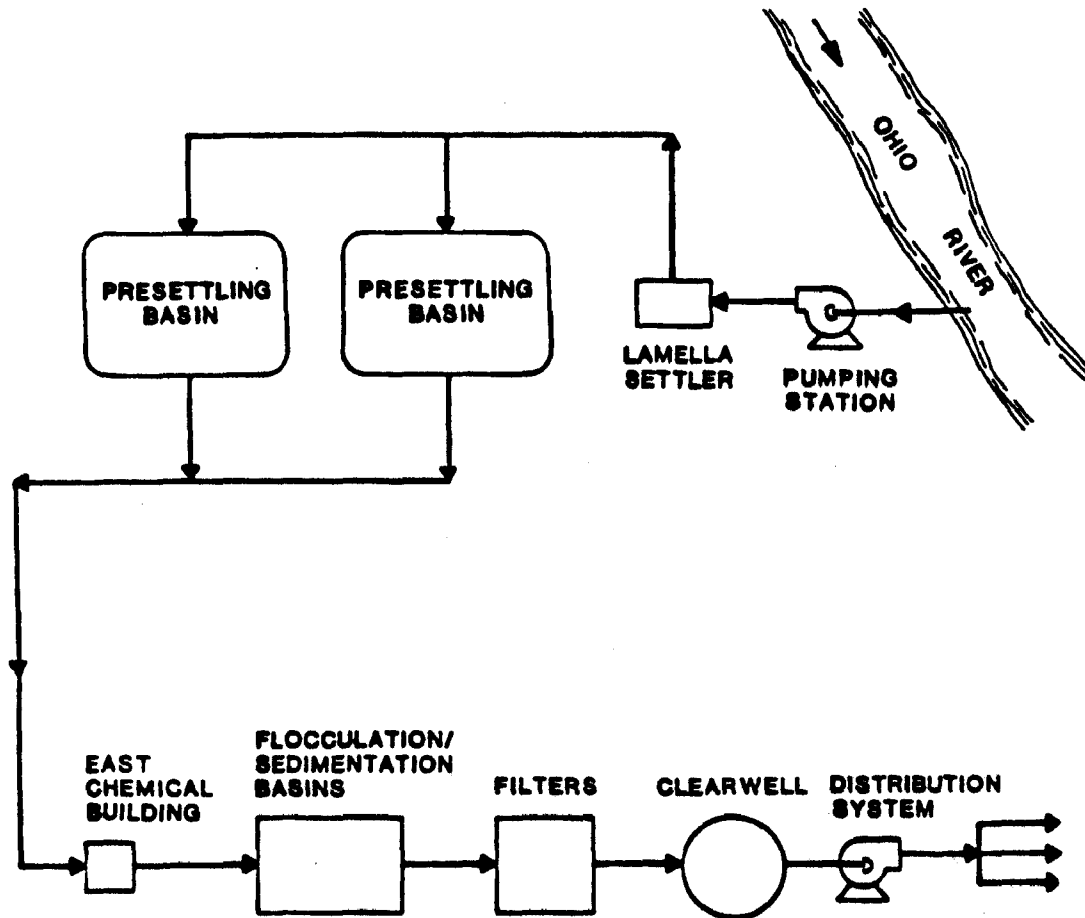 OHIO
RIVER
PRESETTLING
BASIN
PRESETTLING
BASIN
LAMELLA
SETTLER
PUMPING
STATION
EAST
CHEMICAL
BUILDING
FLOCCULATION/
SEDIMENTATION
BASINS
FILTERS
CLEARWELL
DISTRIBUTION
SYSTEM